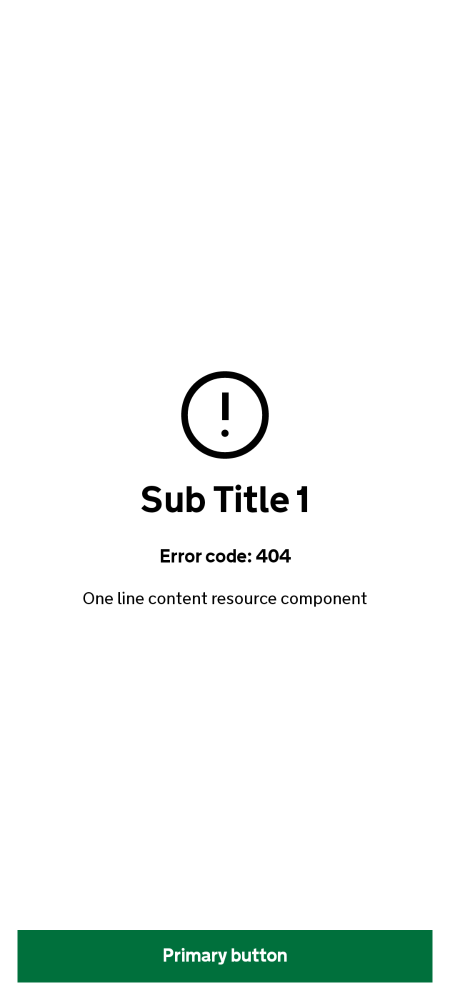 Sub Title 1
Error code: 404
One line content resource component
Primary button